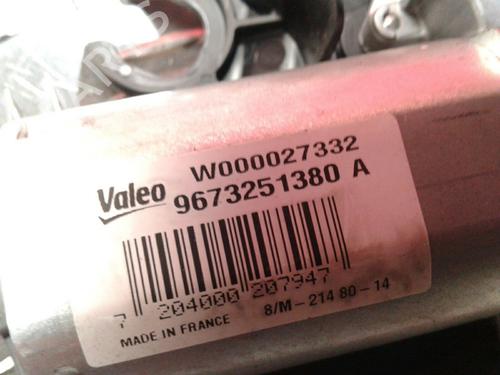 W000027332
Valeo
9673251380 A
7 204000 207947
MADE IN FRANCE 8/M-214 80-14